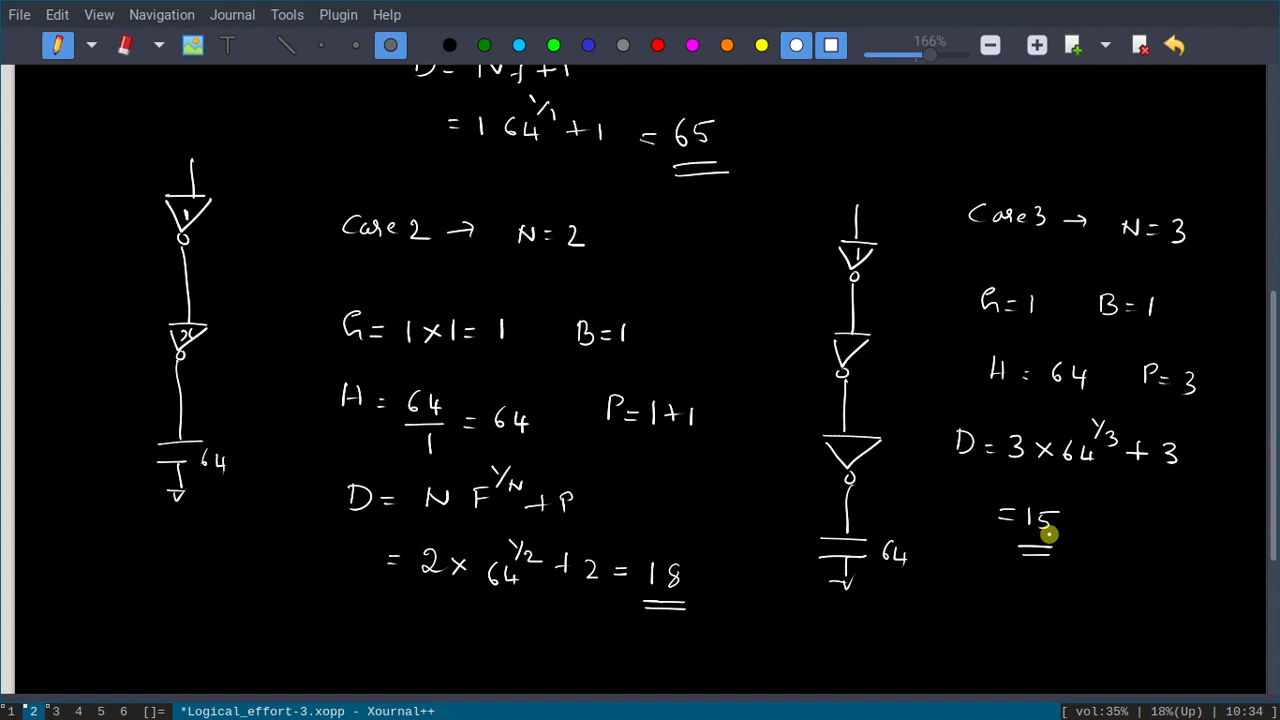 File Edit View Navigation Journal Tools Plugin Help
166%
D = N f + 1
= 1 64^1/1 + 1 = 65
1
x
64
Case 2 → N = 2
G = 1 × 1 = 1 B = 1
H = 64/1 = 64 P = 1 + 1
D = N F^1/N + P
= 2 × 64^1/2 + 2 = 18
1
64
Case 3 → N = 3
G = 1 B = 1
H = 64 P = 3
D = 3 × 64^1/3 + 3
= 15
1 2 3 4 5 6 []= *Logical_effort-3.xopp - Xournal++ [ vol:35% | 18%(Up) | 10:34 ]